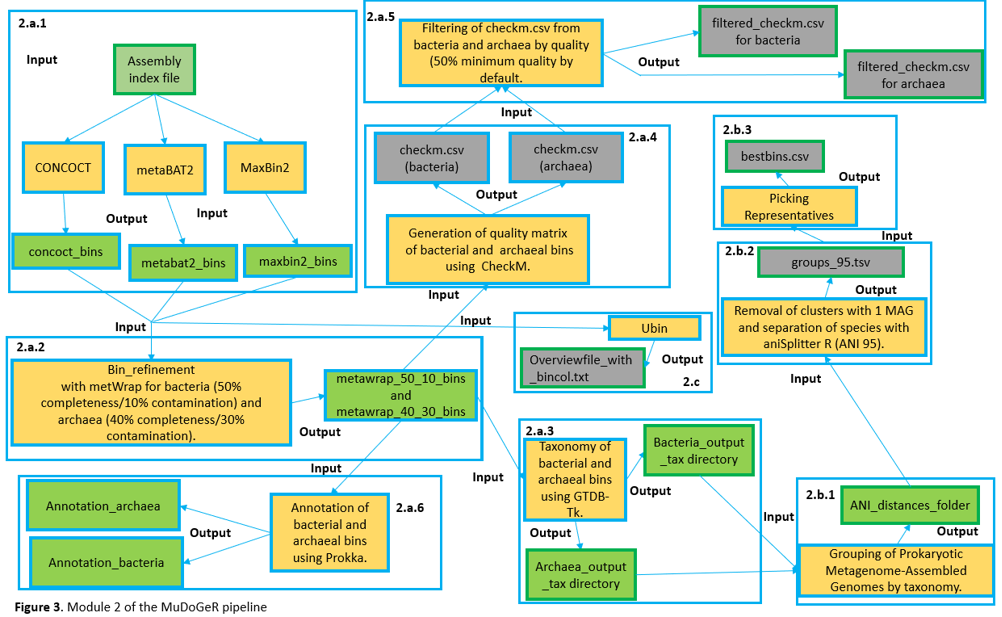 2.a.1
Input
Assembly
index file
CONCOCT
metaBAT2
MaxBin2
Output
Input
concoct_bins
metabat2_bins
maxbin2_bins
2.a.5
Filtering of checkm.csv from
bacteria and archaea by quality
(50% minimum quality by
default.
Output
filtered_checkm.csv
for bacteria
filtered_checkm.csv
for archaea
Input
2.a.4
checkm.csv
(bacteria)
checkm.csv
(archaea)
Output
Generation of quality matrix
of bacterial and archaeal bins
using CheckM.
Input
2.b.3
bestbins.csv
Output
Picking
Representatives
Input
2.b.2
groups_95.tsv
Output
Removal of clusters with 1 MAG
and separation of species with
aniSplitter R (ANI 95).
Input
Input
Input
Ubin
Output
Overviewfile_with
_bincol.txt
2.c
2.a.2
Bin_refinement
with metWrap for bacteria (50%
completeness/10% contamination) and
archaea (40% completeness/30%
contamination).
Output
metawrap_50_10_bins
and
metawrap_40_30_bins
Input
Input
2.a.3
Taxonomy of
bacterial and
archaeal bins
using GTDB-
Tk.
Output
Bacteria_output
_tax directory
Output
Archaea_output
_tax directory
Input
2.b.1
ANI_distances_folder
Output
Grouping of Prokaryotic
Metagenome-Assembled
Genomes by taxonomy.
Annotation_archaea
Output
Annotation_bacteria
Annotation of
bacterial and
archaeal bins
using Prokka.
2.a.6
Figure 3. Module 2 of the MuDoGeR pipeline